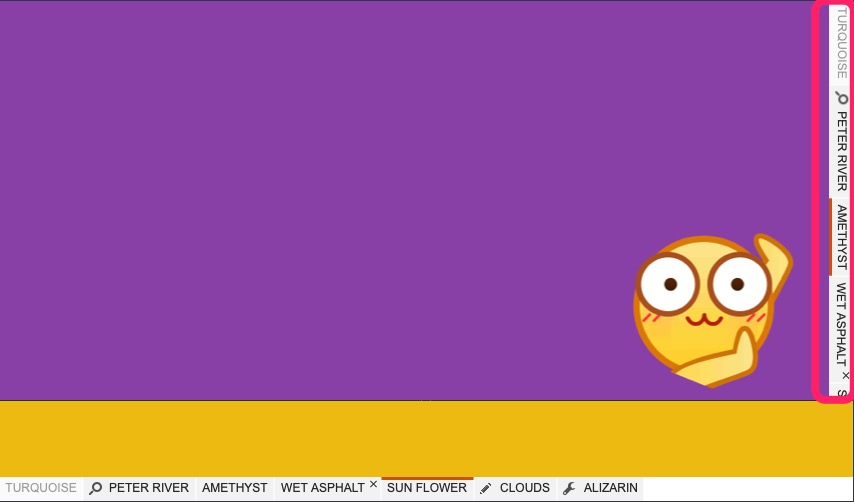 TURQUOISE
PETER RIVER
AMETHYST
WET ASPHALT ×
S
TURQUOISE PETER RIVER AMETHYST WET ASPHALT × SUN FLOWER CLOUDS ALIZARIN